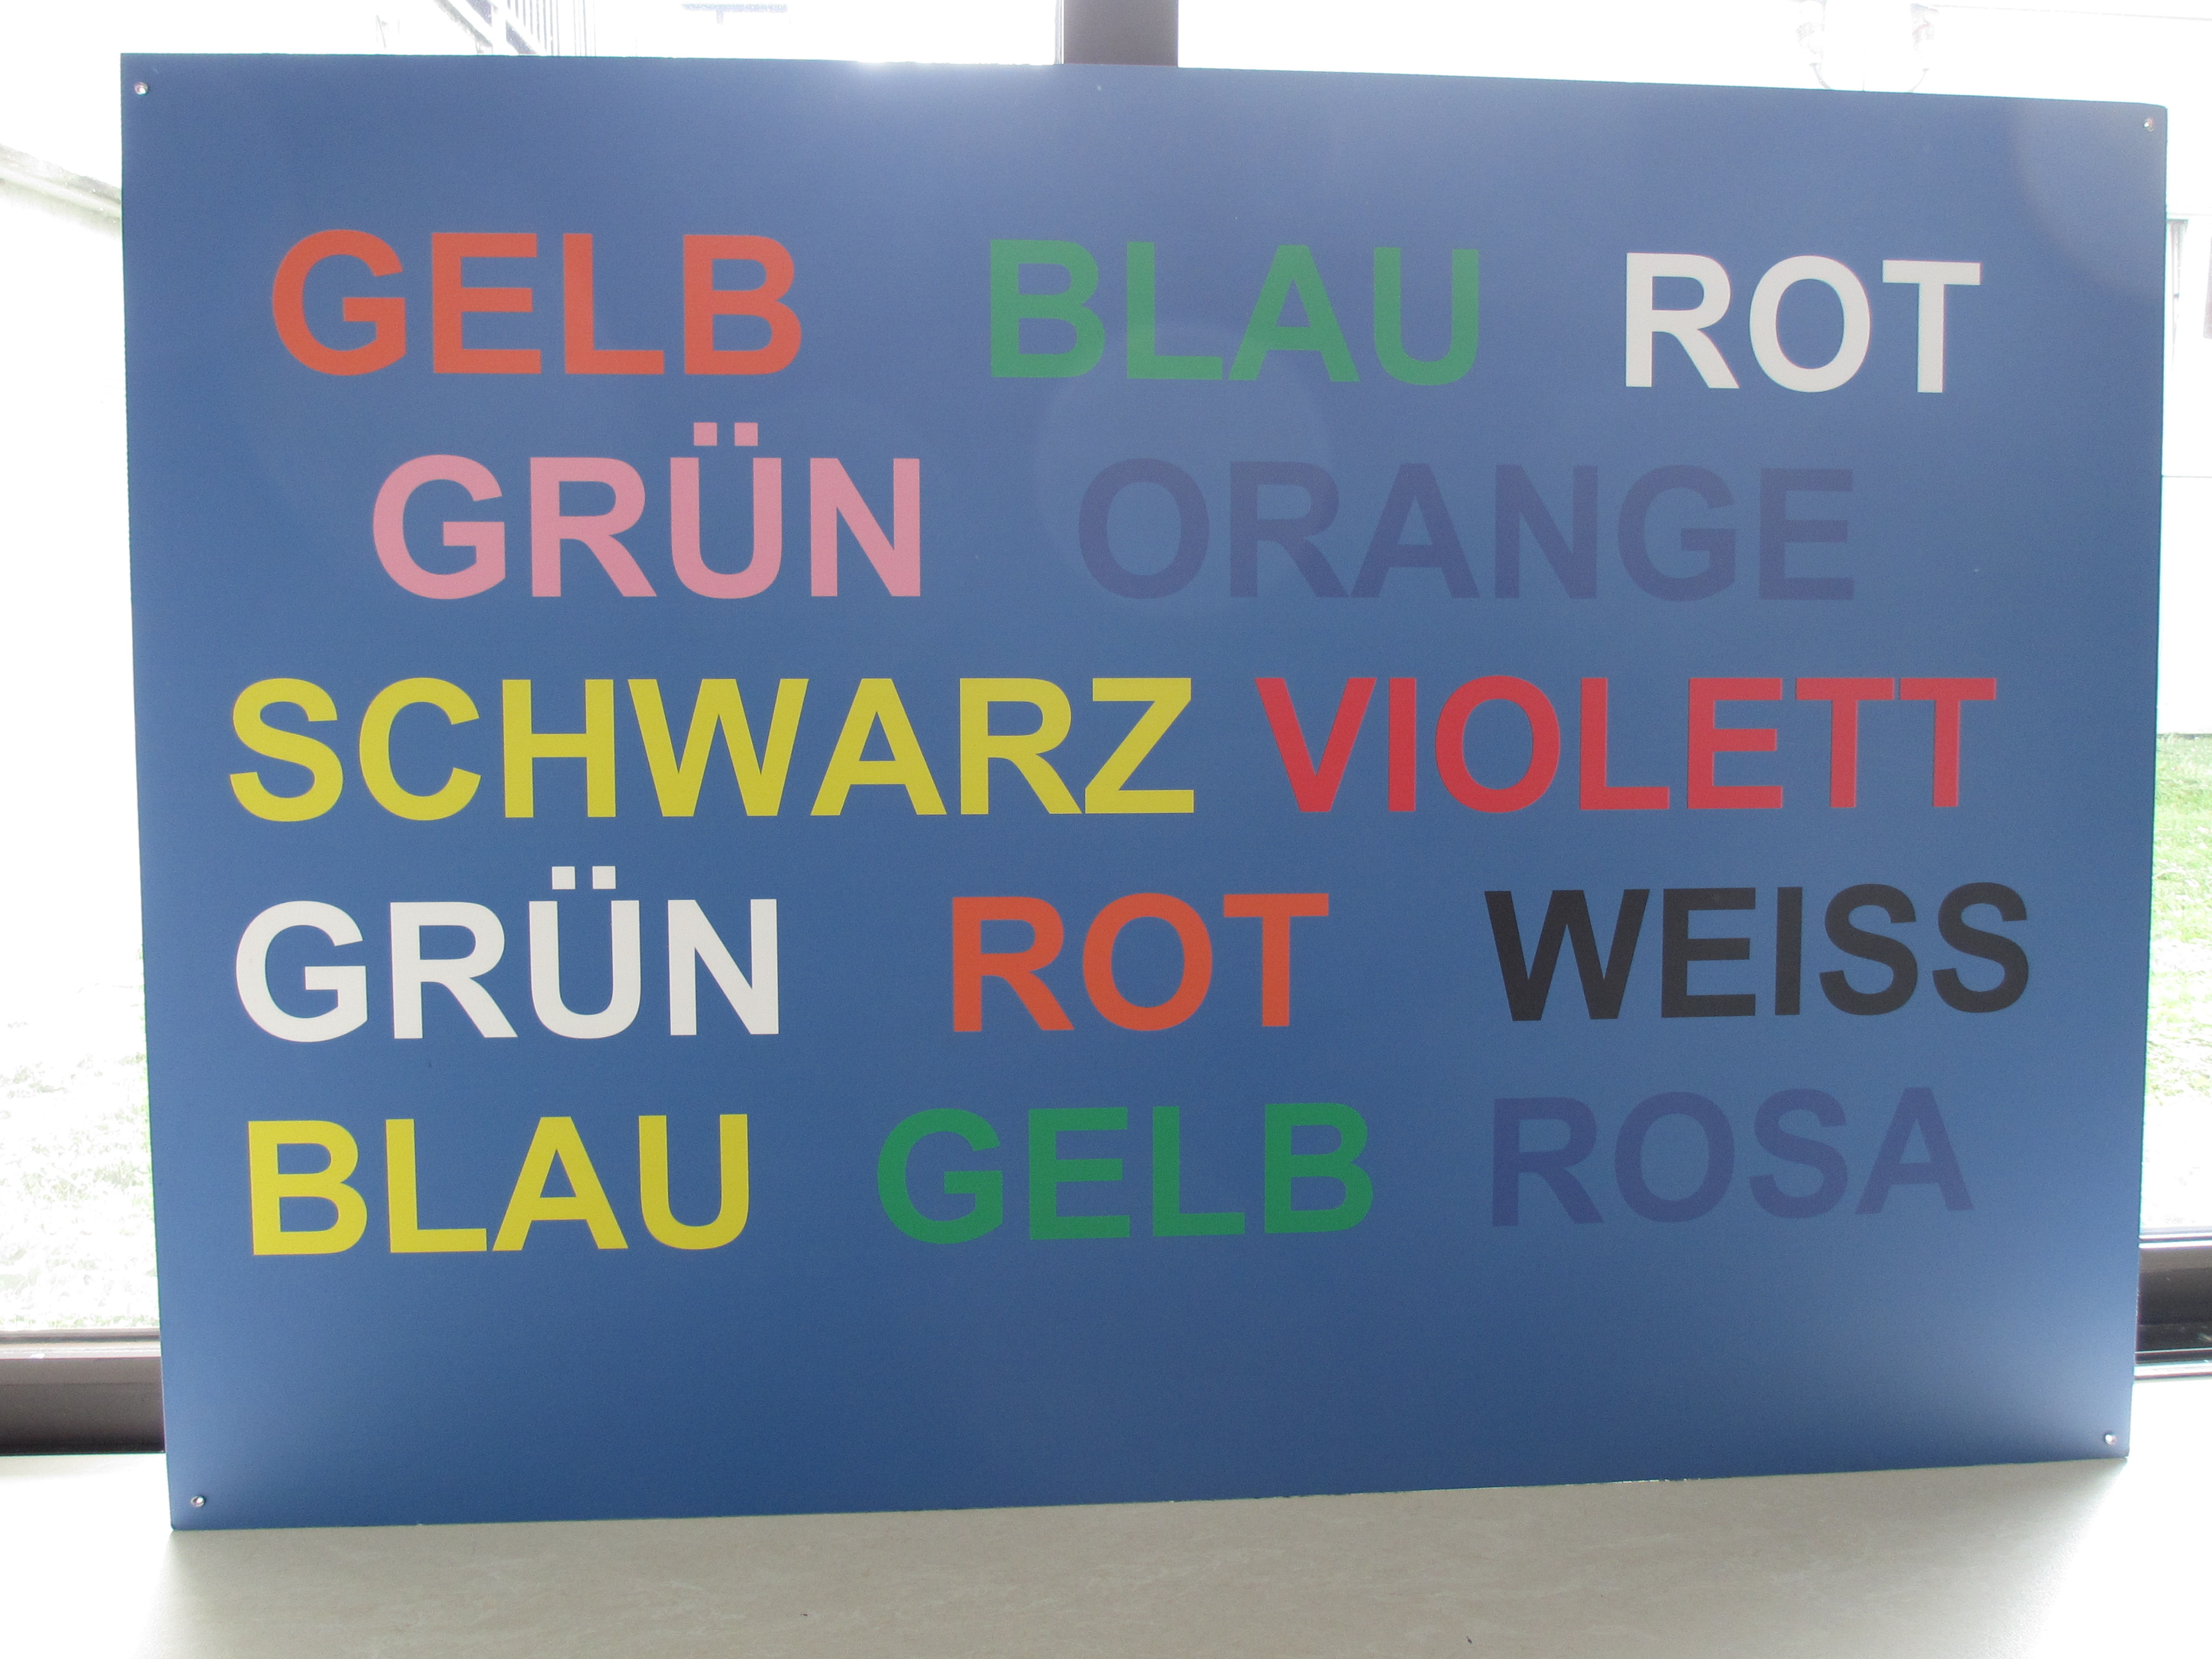 GELB BLAU ROT
GRÜN ORANGE
SCHWARZ VIOLETT
GRÜN ROT WEISS
BLAU GELB ROSA